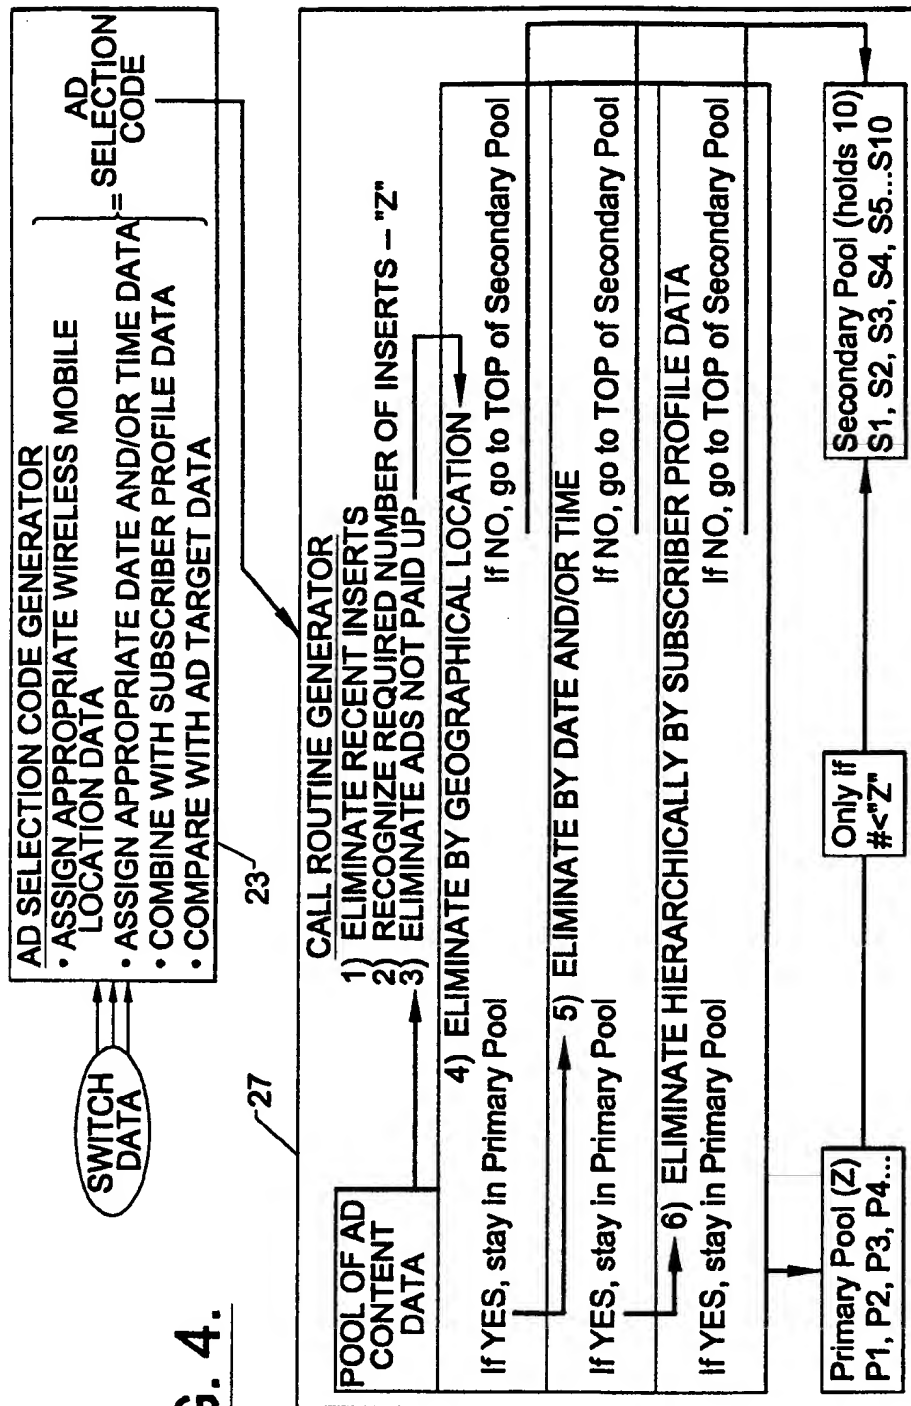 G. 4.
SWITCH
DATA
AD SELECTION CODE GENERATOR
• ASSIGN APPROPRIATE WIRELESS MOBILE
LOCATION DATA
• ASSIGN APPROPRIATE DATE AND/OR TIME DATA
• COMBINE WITH SUBSCRIBER PROFILE DATA
• COMPARE WITH AD TARGET DATA
=
AD
SELECTION
CODE
23
27
CALL ROUTINE GENERATOR
1) ELIMINATE RECENT INSERTS
2) RECOGNIZE REQUIRED NUMBER OF INSERTS – "Z"
3) ELIMINATE ADS NOT PAID UP
POOL OF AD
CONTENT
DATA
4) ELIMINATE BY GEOGRAPHICAL LOCATION
If YES, stay in Primary Pool
If NO, go to TOP of Secondary Pool
5) ELIMINATE BY DATE AND/OR TIME
If YES, stay in Primary Pool
If NO, go to TOP of Secondary Pool
6) ELIMINATE HIERARCHICALLY BY SUBSCRIBER PROFILE DATA
If YES, stay in Primary Pool
If NO, go to TOP of Secondary Pool
Primary Pool (Z)
P1, P2, P3, P4...
Only if
#<"Z"
Secondary Pool (holds 10)
S1, S2, S3, S4, S5...S10